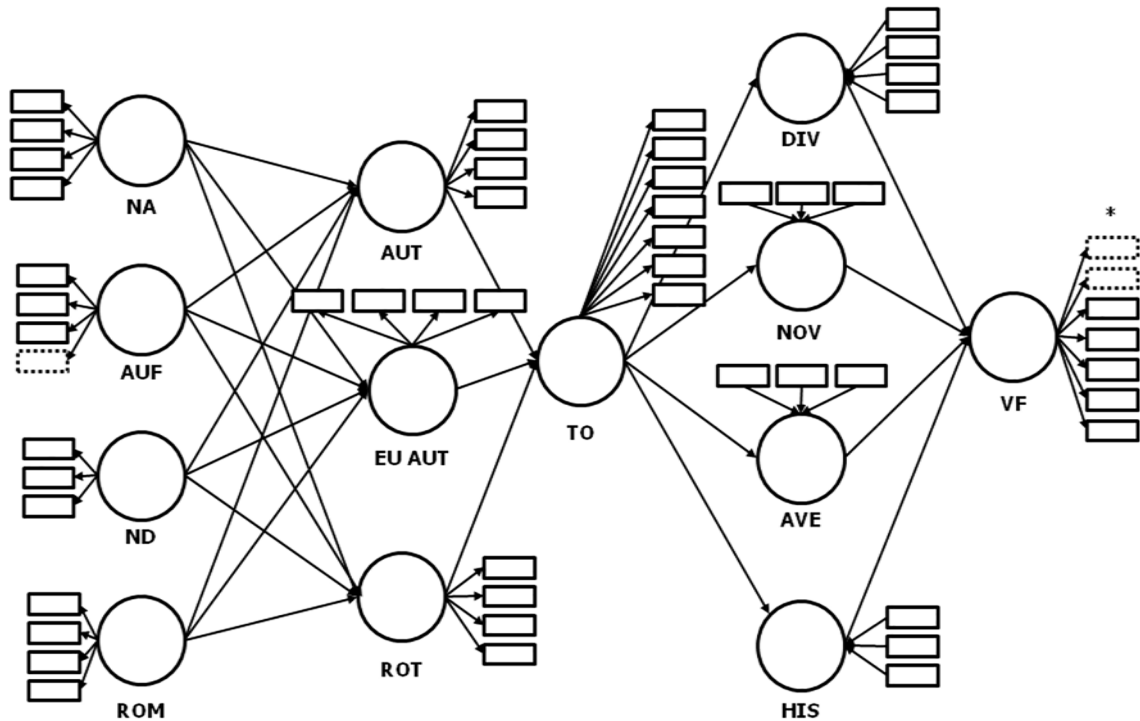 NA
AUF
ND
ROM
AUT
EU AUT
ROT
TO
DIV
NOV
AVE
HIS
*
VF